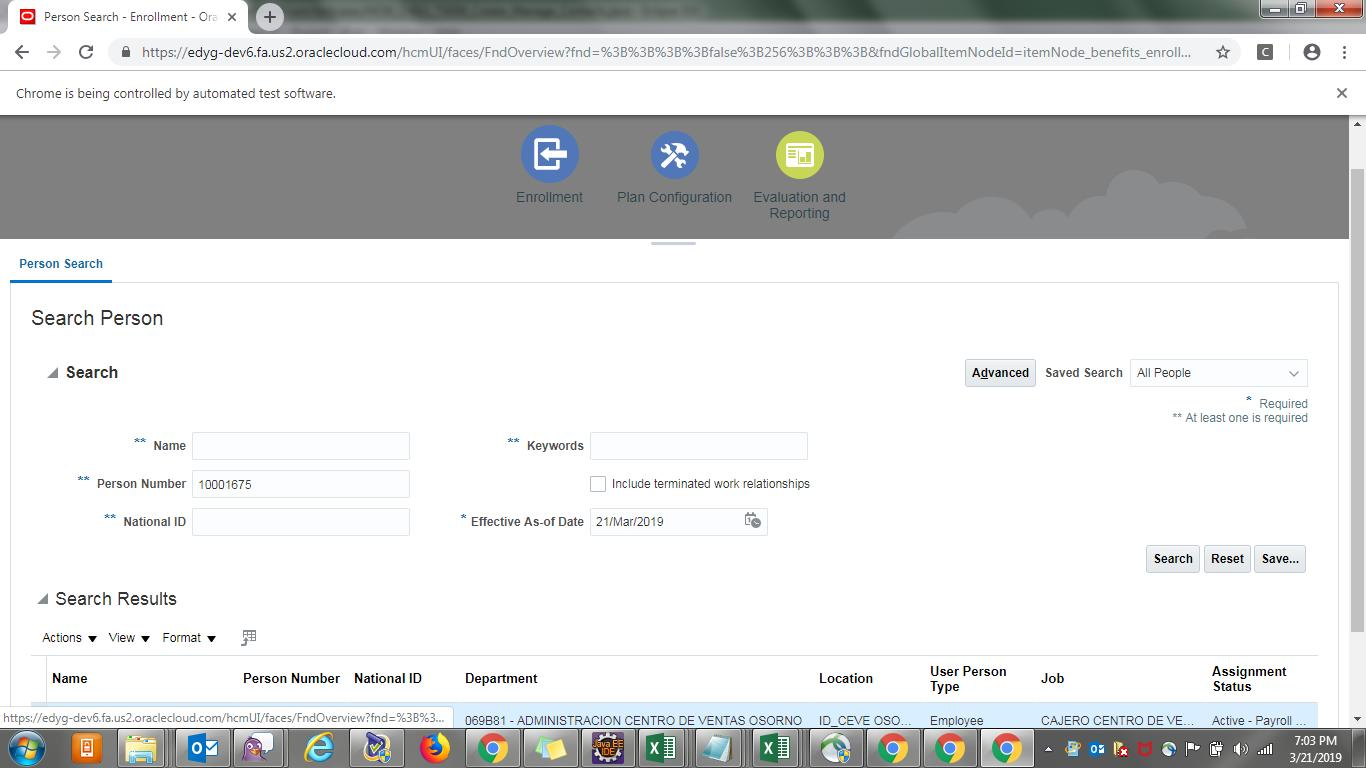 Person Search - Enrollment - Ora
https://edyg-dev6.fa.us2.oraclecloud.com/hcmUI/faces/FndOverview?fnd=%3B%3B%3B%3Bfalse%3B256%3B%3B%3B&fndGlobalItemNodeId=itemNode_benefits_enroll...
Chrome is being controlled by automated test software.
Enrollment
Plan Configuration
Evaluation and
Reporting
Person Search
Search Person
Search
Advanced Saved Search All People
* Required
** At least one is required
** Name
** Keywords
** Person Number 10001675
Include terminated work relationships
** National ID
* Effective As-of Date 21/Mar/2019
Search Reset Save...
Search Results
Actions View Format
Name Person Number National ID Department Location User Person Type Job Assignment Status
069B81 - ADMINISTRACION CENTRO DE VENTAS OSORNO ID_CEVE OSO... Employee CAJERO CENTRO DE VE... Active - Payroll ...
https://edyg-dev6.fa.us2.oraclecloud.com/hcmUI/faces/FndOverview?fnd=%3B%3...
Java EE
IDE
7:03 PM
3/21/2019